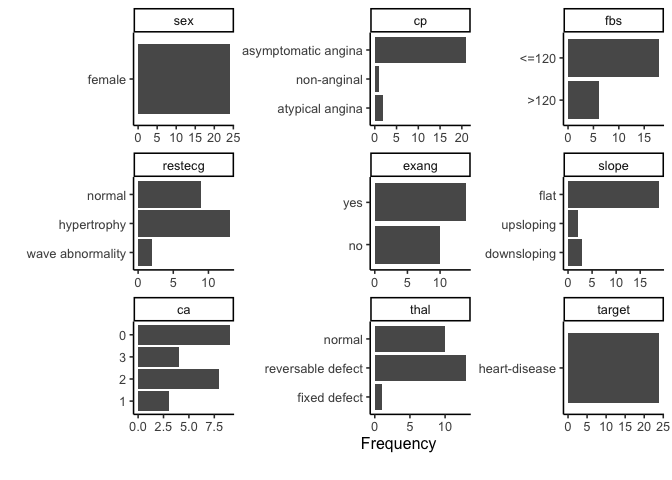 sex
female
0 5 10 15 20 25
cp
asymptomatic angina
non-anginal
atypical angina
0 5 10 15 20
fbs
<=120
>120
0 5 10 15
restecg
normal
hypertrophy
wave abnormality
0 5 10
exang
yes
no
0 5 10
slope
flat
upsloping
downsloping
0 5 10 15
ca
0
3
2
1
0.0 2.5 5.0 7.5
thal
normal
reversable defect
fixed defect
0 5 10
target
heart-disease
0 5 10 15 20 25
Frequency